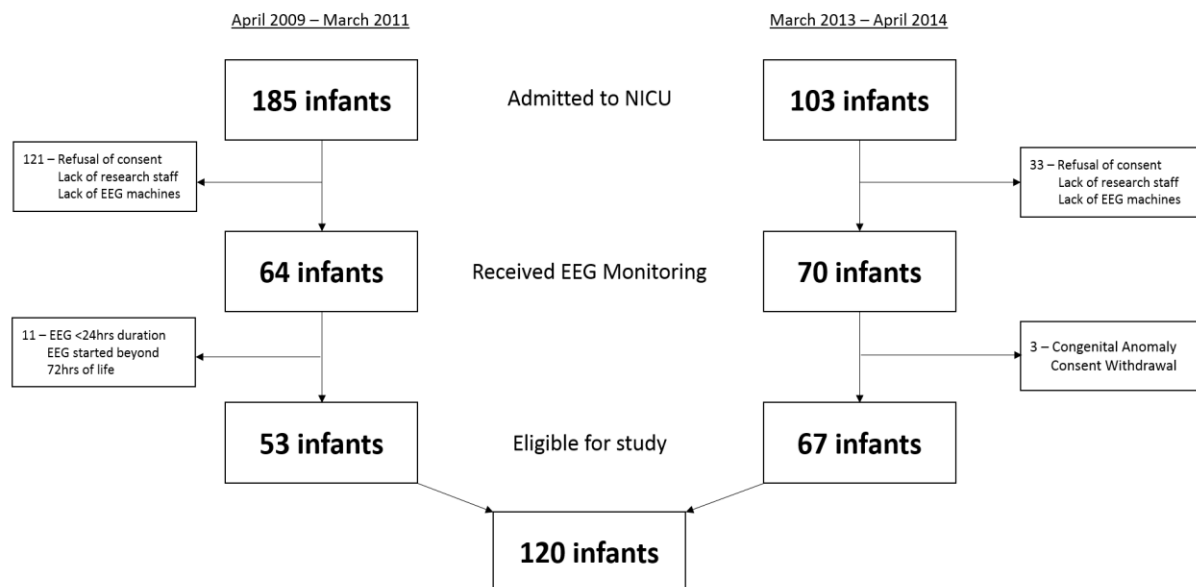 April 2009 – March 2011
March 2013 – April 2014
185 infants
Admitted to NICU
103 infants
121 – Refusal of consent
Lack of research staff
Lack of EEG machines
33 – Refusal of consent
Lack of research staff
Lack of EEG machines
64 infants
Received EEG Monitoring
70 infants
11 – EEG <24hrs duration
EEG started beyond
72hrs of life
3 – Congenital Anomaly
Consent Withdrawal
53 infants
Eligible for study
67 infants
120 infants